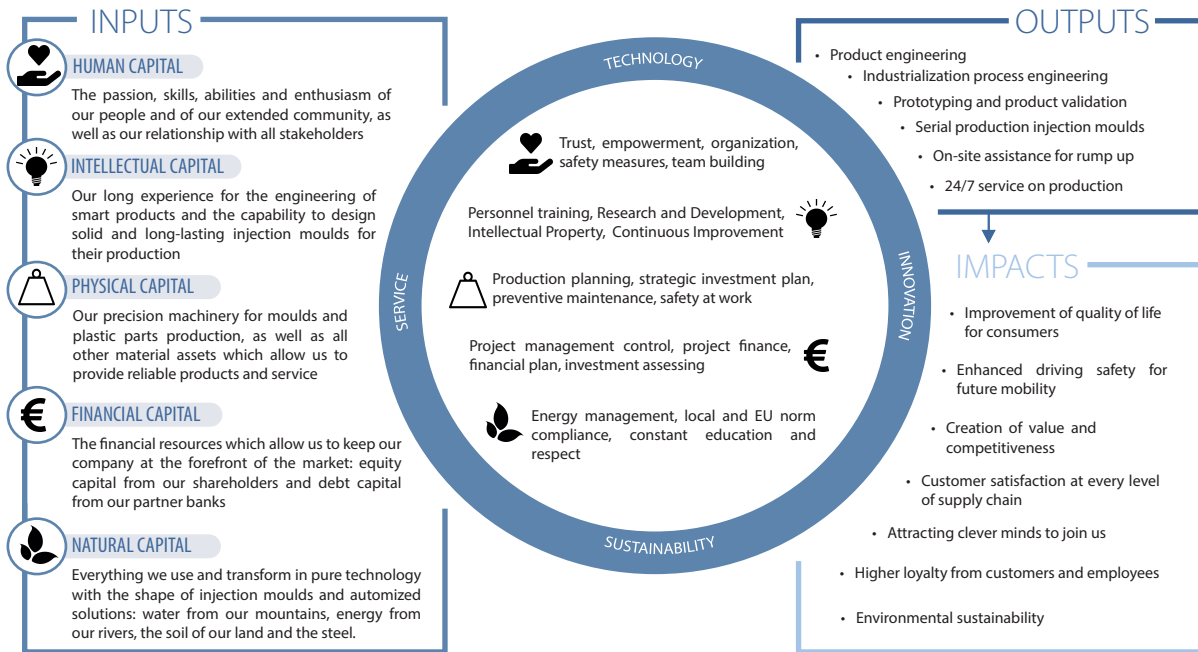 INPUTS
HUMAN CAPITAL
The passion, skills, abilities and enthusiasm of
our people and of our extended community, as
well as our relationship with all stakeholders
INTELLECTUAL CAPITAL
Our long experience for the engineering of
smart products and the capability to design
solid and long-lasting injection moulds for
their production
PHYSICAL CAPITAL
Our precision machinery for moulds and
plastic parts production, as well as all
other material assets which allow us to
provide reliable products and service
FINANCIAL CAPITAL
The financial resources which allow us to keep our
company at the forefront of the market: equity
capital from our shareholders and debt capital
from our partner banks
NATURAL CAPITAL
Everything we use and transform in pure technology
with the shape of injection moulds and automized
solutions: water from our mountains, energy from
our rivers, the soil of our land and the steel.
TECHNOLOGY
SERVICE
INNOVATION
SUSTAINABILITY
Trust, empowerment, organization,
safety measures, team building
Personnel training, Research and Development,
Intellectual Property, Continuous Improvement
Production planning, strategic investment plan,
preventive maintenance, safety at work
Project management control, project finance,
financial plan, investment assessing
€
Energy management, local and EU norm
compliance, constant education and
respect
OUTPUTS
• Product engineering
• Industrialization process engineering
• Prototyping and product validation
• Serial production injection moulds
• On-site assistance for rump up
• 24/7 service on production
IMPACTS
• Improvement of quality of life
for consumers
• Enhanced driving safety for
future mobility
• Creation of value and
competitiveness
• Customer satisfaction at every level
of supply chain
• Attracting clever minds to join us
• Higher loyalty from customers and employees
• Environmental sustainability